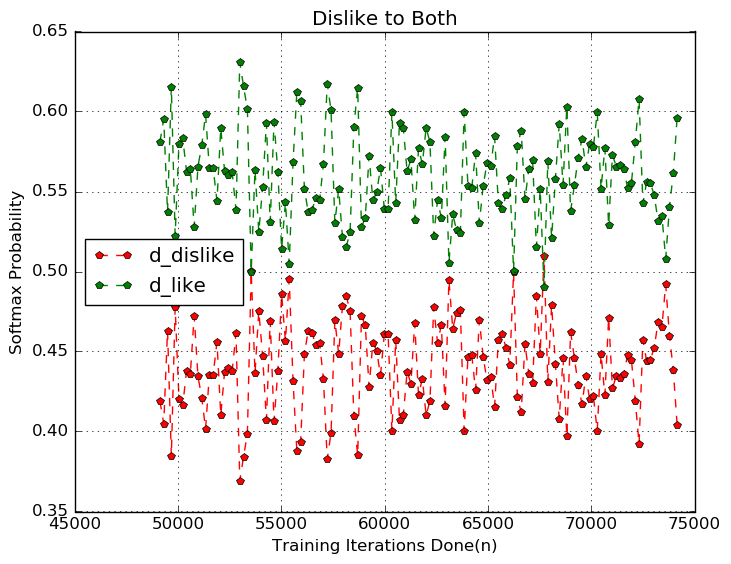 Dislike to Both
0.65
0.60
0.55
0.50
0.45
0.40
0.35
Softmax Probability
d_dislike
d_like
45000 50000 55000 60000 65000 70000 75000
Training Iterations Done(n)